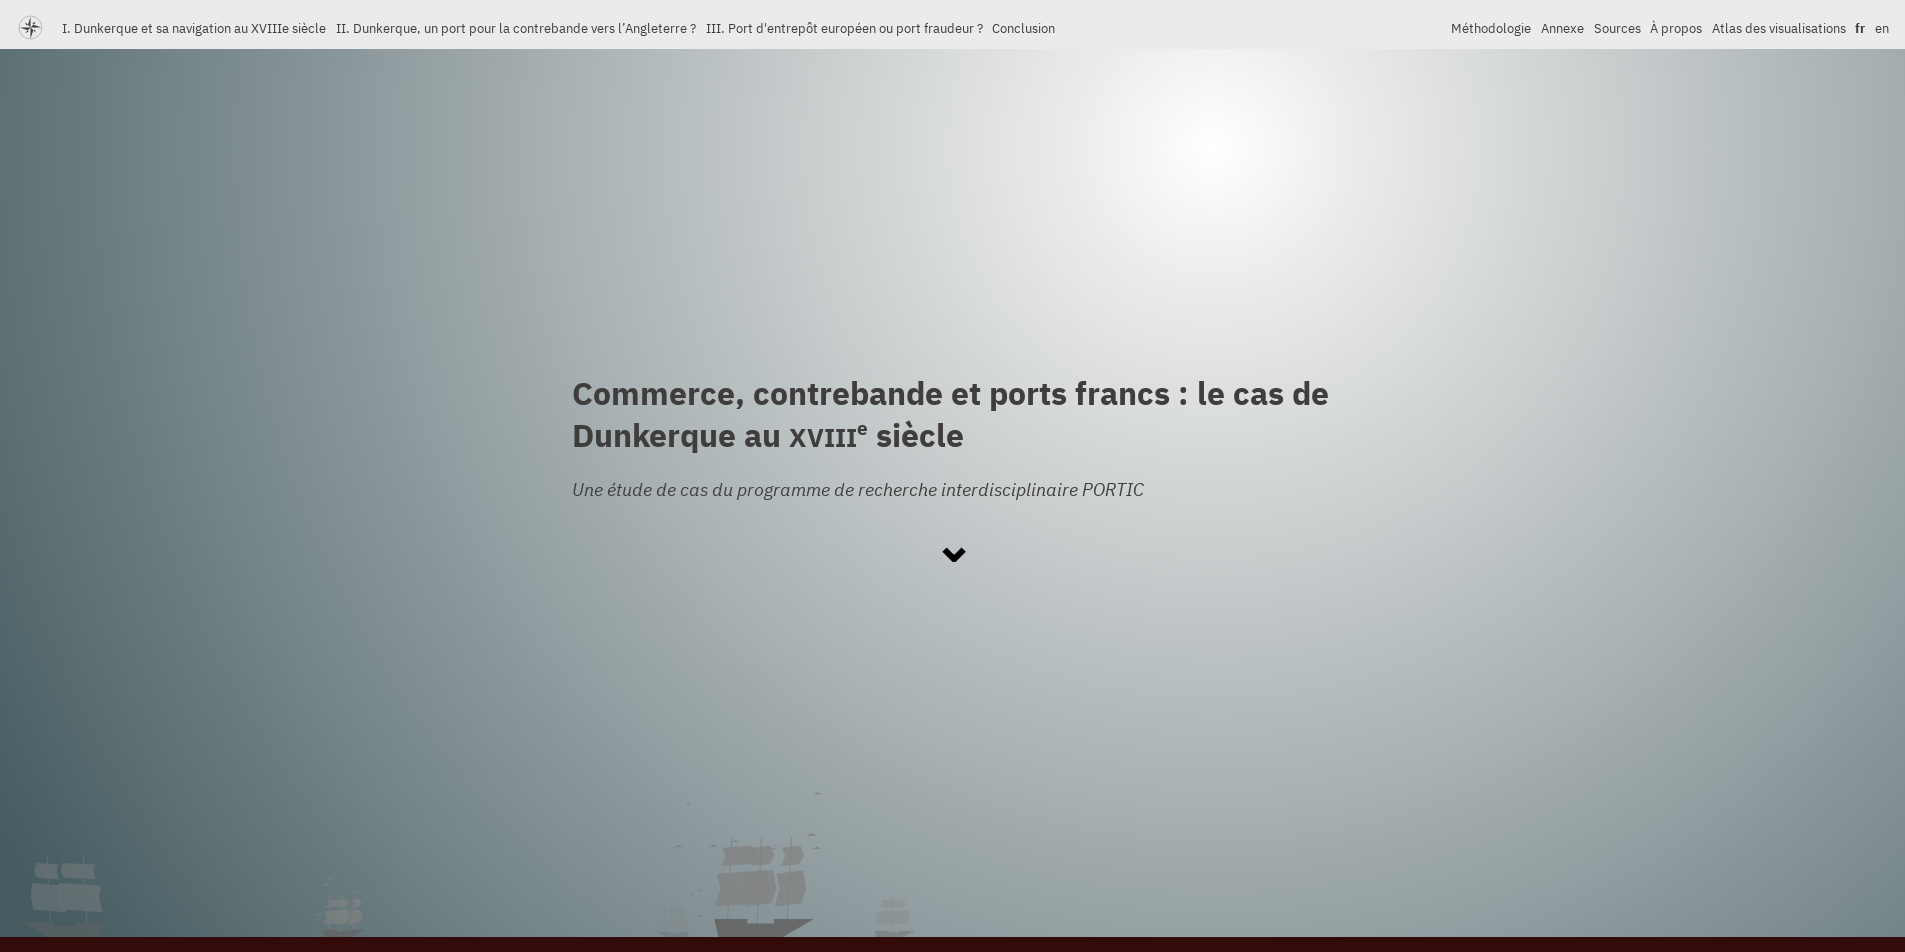 I. Dunkerque et sa navigation au XVIIIe siècle II. Dunkerque, un port pour la contrebande vers l’Angleterre ? III. Port d'entrepôt européen ou port fraudeur ? Conclusion Méthodologie Annexe Sources À propos Atlas des visualisations fr en
Commerce, contrebande et ports francs : le cas de
Dunkerque au XVIIIe siècle
Une étude de cas du programme de recherche interdisciplinaire PORTIC